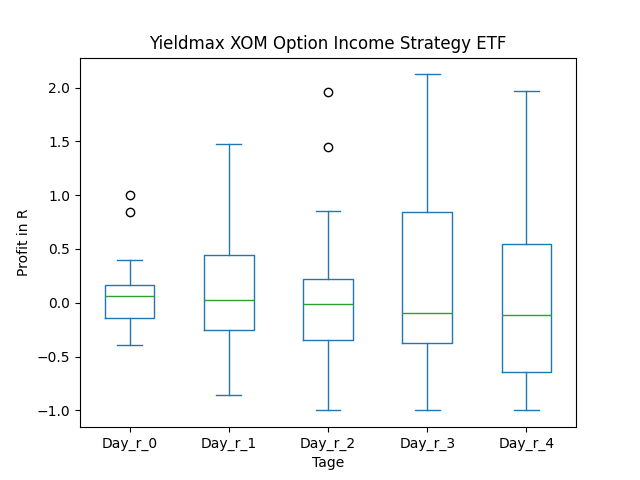 Yieldmax XOM Option Income Strategy ETF
Profit in R
2.0
1.5
1.0
0.5
0.0
−0.5
−1.0
Day_r_0 Day_r_1 Day_r_2 Day_r_3 Day_r_4
Tage